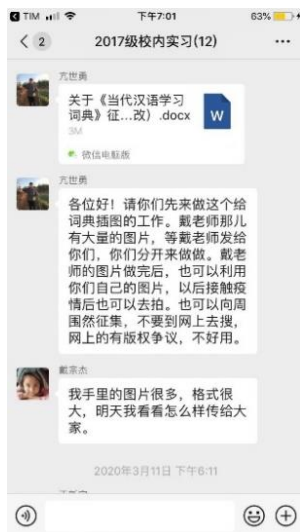 TIM 下午7:01 63%
2 2017级校内实习(12)
亢世勇
关于《当代汉语学习
词典》征...改）.docx
W
3M
微信电脑版
亢世勇
各位好！请你们先来做这个给
词典插图的工作。戴老师那儿
有大量的图片，等戴老师发给
你们，你们分开来做做。戴老
师的图片做完后，也可以利用
你们自己的图片，以后接触疫
情后也可以去拍。也可以向周
围然征集，不要到网上去搜，
网上的有版权争议，不好用。
戴宗杰
我手里的图片很多，格式很
大，明天我看看怎么样传给大
家。
2020年3月11日 下午6:11